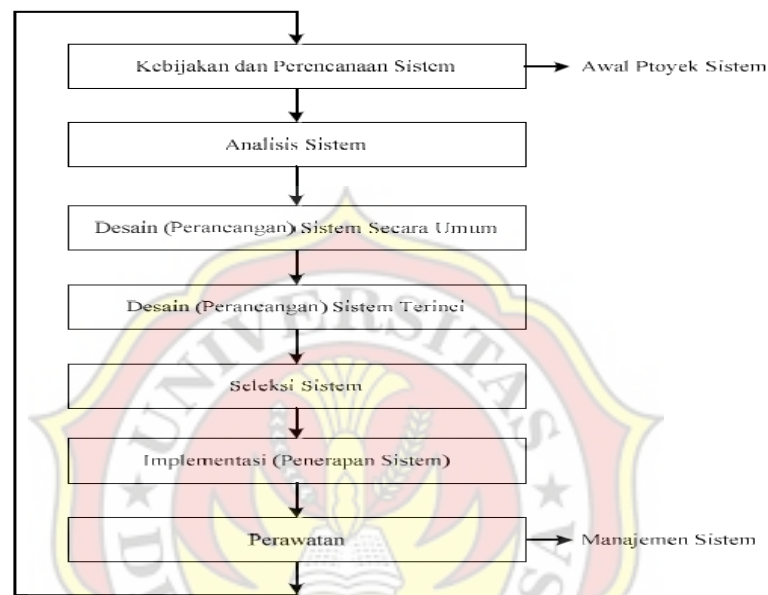 Kebijakan dan Perencanaan Sistem
Awal Ptoyek Sistem
Analisis Sistem
Desain (Perancangan) Sistem Secara Umum
Desain (Perancangan) Sistem Terinci
Seleksi Sistem
Implementasi (Penerapan Sistem)
Perawatan
Manajemen Sistem
UNIVERSITAS